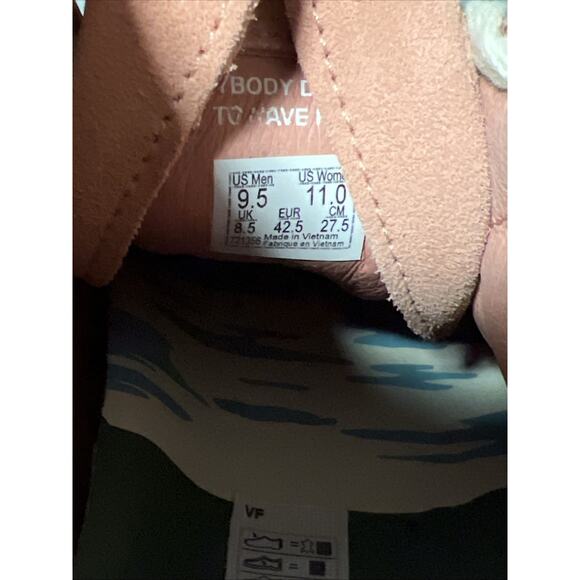 BODY D
TO HAVE
US Men US Wome
9.5 11.0
UK EUR CM
8.5 42.5 27.5
721356 Made in Vietnam
Fabriqué en Vietnam
VF
=
=